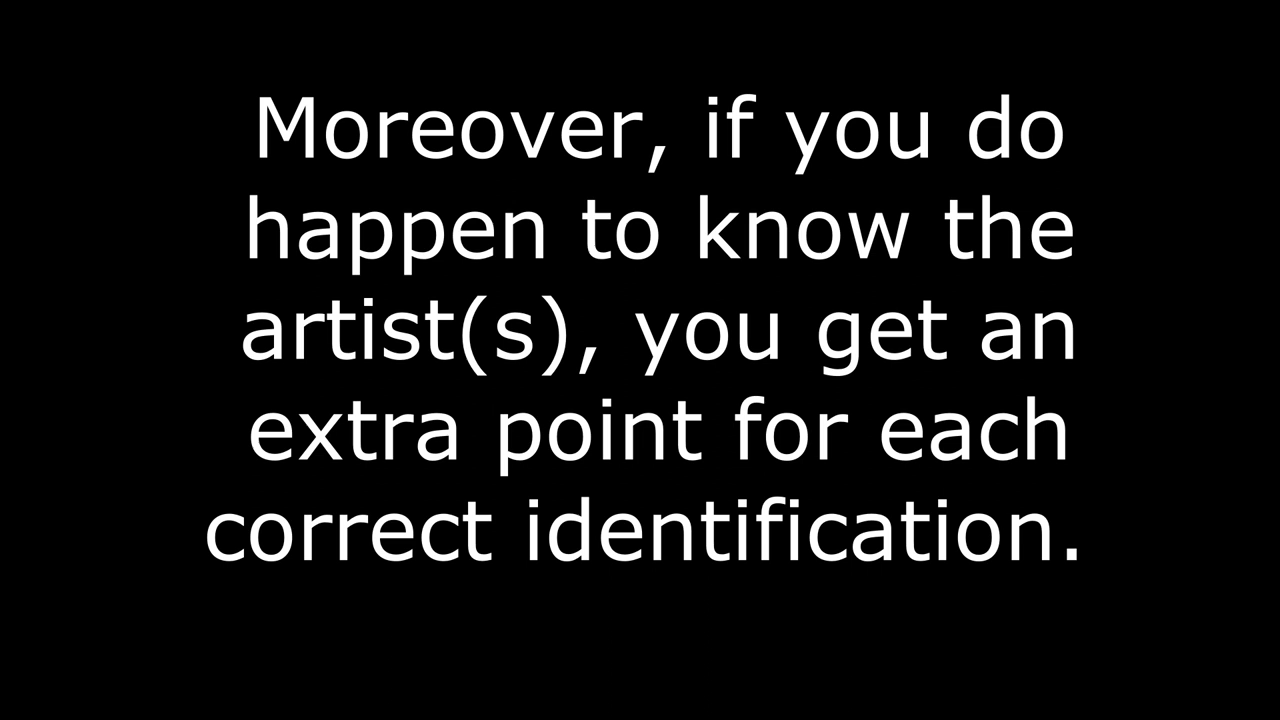 Moreover, if you do
happen to know the
artist(s), you get an
extra point for each
correct identification.